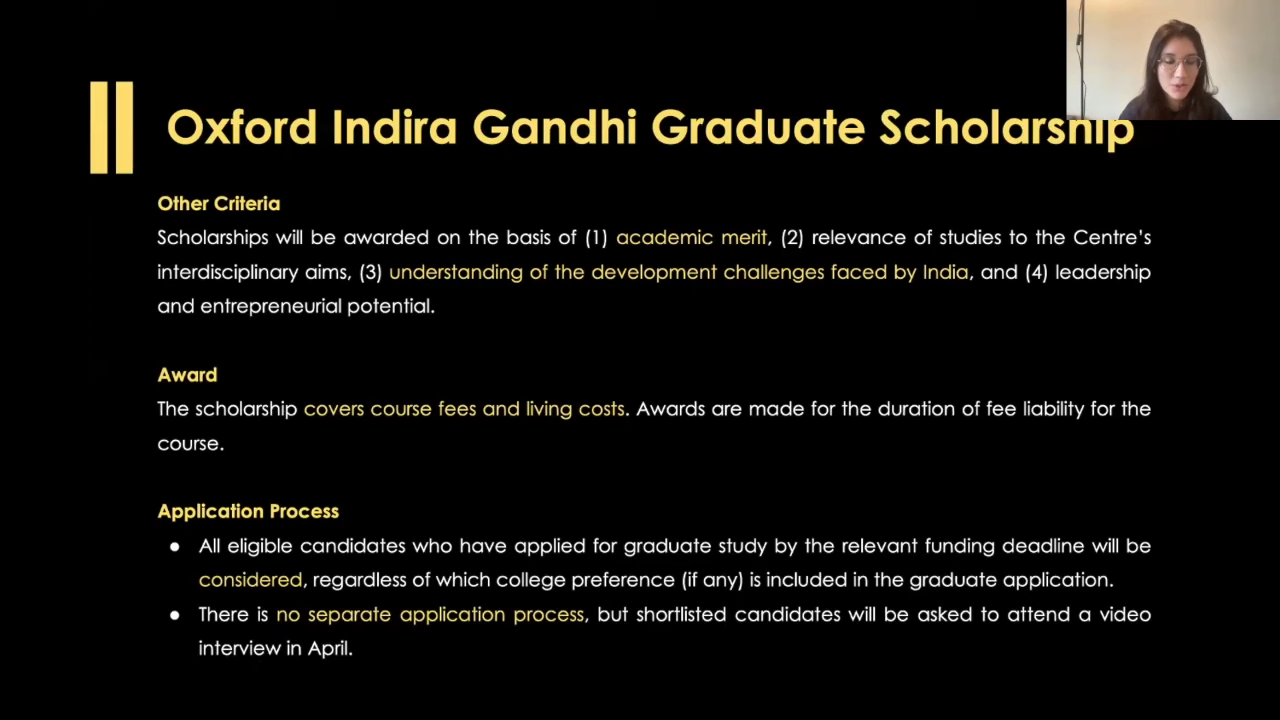 Oxford Indira Gandhi Graduate Scholarship
Other Criteria
Scholarships will be awarded on the basis of (1) academic merit, (2) relevance of studies to the Centre's
interdisciplinary aims, (3) understanding of the development challenges faced by India, and (4) leadership
and entrepreneurial potential.
Award
The scholarship covers course fees and living costs. Awards are made for the duration of fee liability for the
course.
Application Process
● All eligible candidates who have applied for graduate study by the relevant funding deadline will be
considered, regardless of which college preference (if any) is included in the graduate application.
● There is no separate application process, but shortlisted candidates will be asked to attend a video
interview in April.